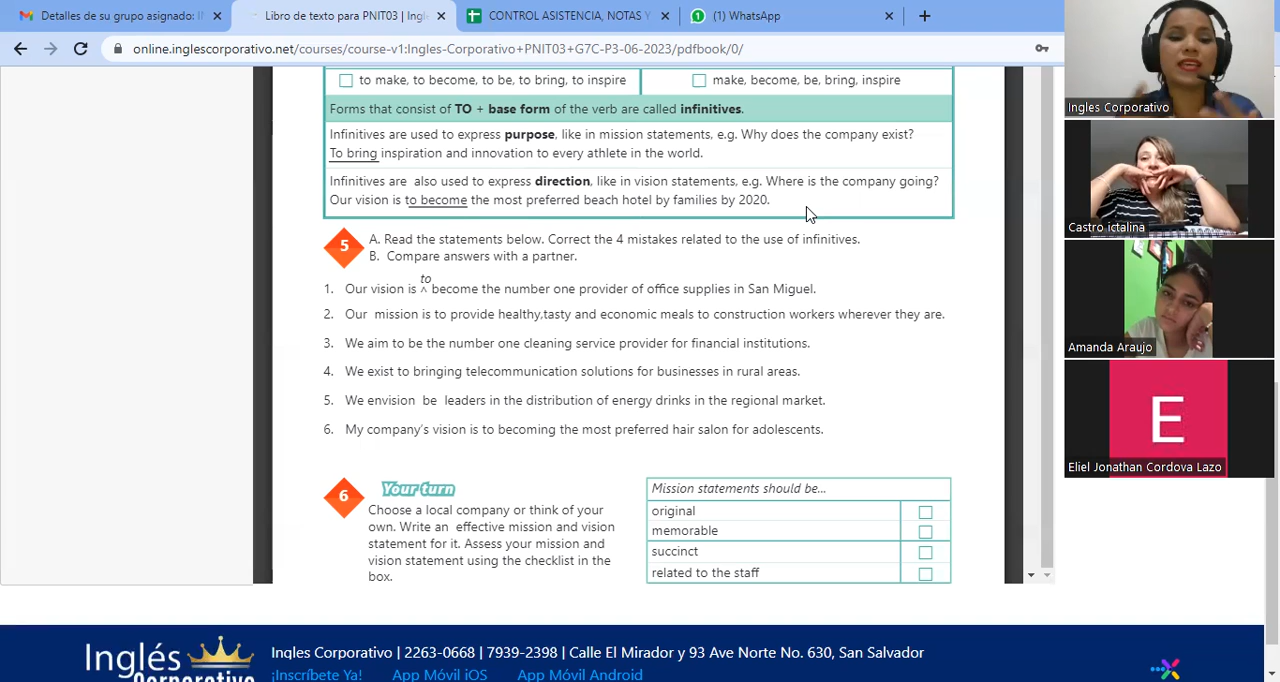 Detalles de su grupo asignado: IN
Libro de texto para PNIT03 | Ingl
CONTROL ASISTENCIA, NOTAS Y
(1) WhatsApp
online.inglescorporativo.net/courses/course-v1:Ingles-Corporativo+PNIT03+G7C-P3-06-2023/pdfbook/0/
to make, to become, to be, to bring, to inspire
make, become, be, bring, inspire
Forms that consist of TO + base form of the verb are called infinitives.
Infinitives are used to express purpose, like in mission statements, e.g. Why does the company exist?
To bring inspiration and innovation to every athlete in the world.
Infinitives are also used to express direction, like in vision statements, e.g. Where is the company going?
Our vision is to become the most preferred beach hotel by families by 2020.
5
A. Read the statements below. Correct the 4 mistakes related to the use of infinitives.
B. Compare answers with a partner.
to
1. Our vision is ^ become the number one provider of office supplies in San Miguel.
2. Our mission is to provide healthy,tasty and economic meals to construction workers wherever they are.
3. We aim to be the number one cleaning service provider for financial institutions.
4. We exist to bringing telecommunication solutions for businesses in rural areas.
5. We envision be leaders in the distribution of energy drinks in the regional market.
6. My company's vision is to becoming the most preferred hair salon for adolescents.
6
Your turn
Choose a local company or think of your
own. Write an effective mission and vision
statement for it. Assess your mission and
vision statement using the checklist in the
box.
Mission statements should be...
original
memorable
succinct
related to the staff
Inglés
Corporativo
Ingles Corporativo | 2263-0668 | 7939-2398 | Calle El Mirador y 93 Ave Norte No. 630, San Salvador
¡Inscríbete Ya!
App Móvil iOS
App Móvil Android
Ingles Corporativo
Castro ictalina
Amanda Araujo
E
Eliel Jonathan Cordova Lazo